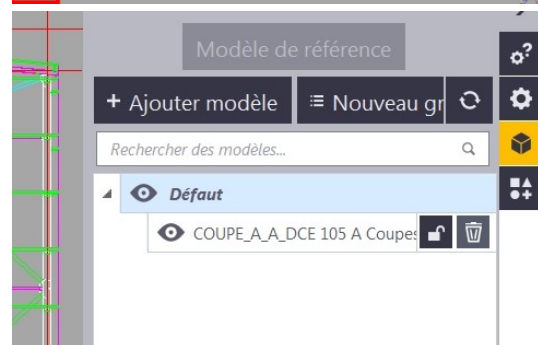 Modèle de référence
+ Ajouter modèle
Nouveau gr
Rechercher des modèles...
Défaut
COUPE_A_A_DCE 105 A Coupes